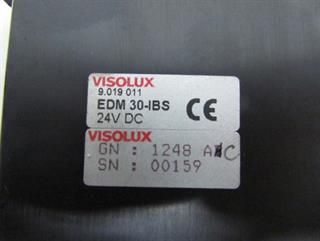 VISOLUX
9.019 011
EDM 30-IBS
24V DC
CE
VISOLUX
GN : 1248 C
SN : 00159